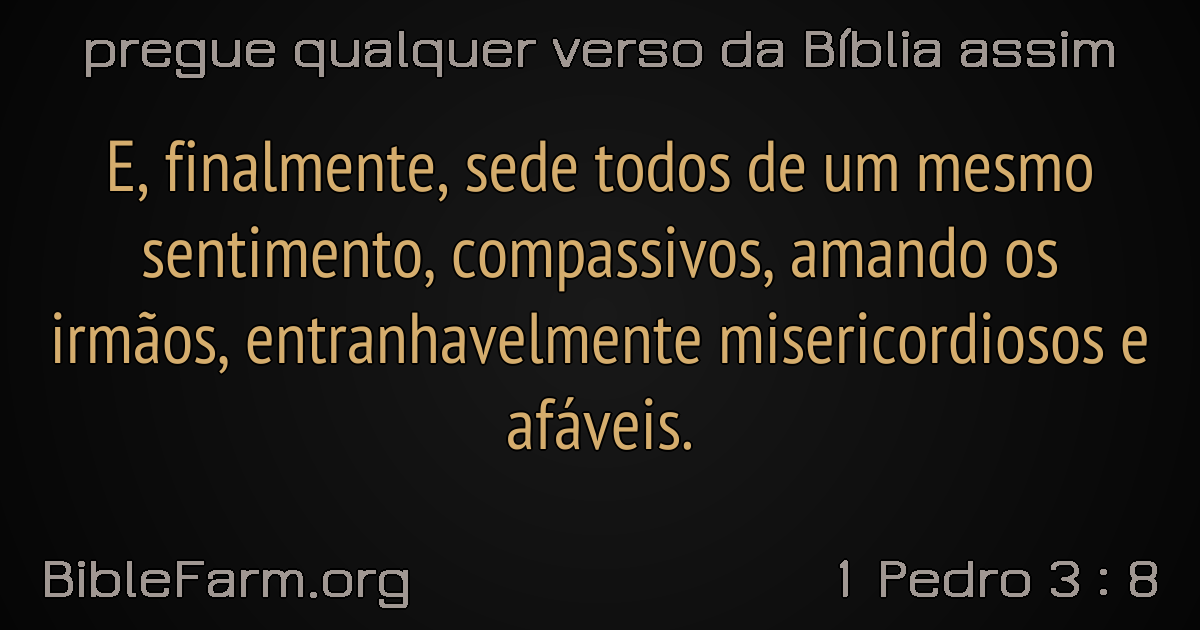 pregue qualquer verso da Bíblia assim
E, finalmente, sede todos de um mesmo
sentimento, compassivos, amando os
irmãos, entranhavelmente misericordiosos e
afáveis.
BibleFarm.org
1 Pedro 3 : 8